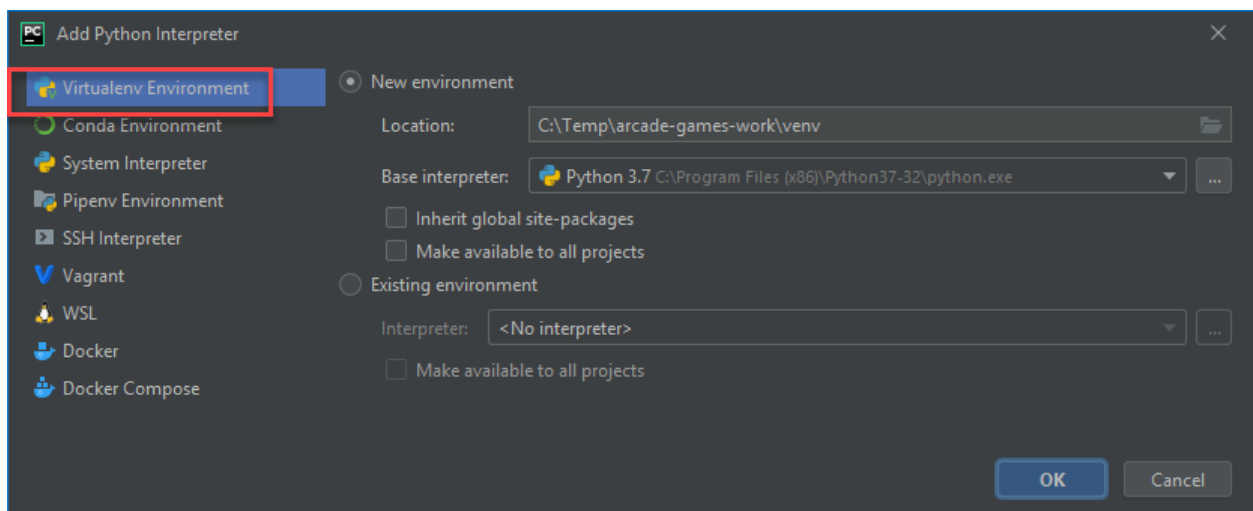 PC Add Python Interpreter
Virtualenv Environment
Conda Environment
System Interpreter
Pipenv Environment
SSH Interpreter
Vagrant
WSL
Docker
Docker Compose
New environment
Location: C:\Temp\arcade-games-work\venv
Base interpreter: Python 3.7 C:\Program Files (x86)\Python37-32\python.exe ...
Inherit global site-packages
Make available to all projects
Existing environment
Interpreter: <No interpreter> ...
Make available to all projects
OK Cancel